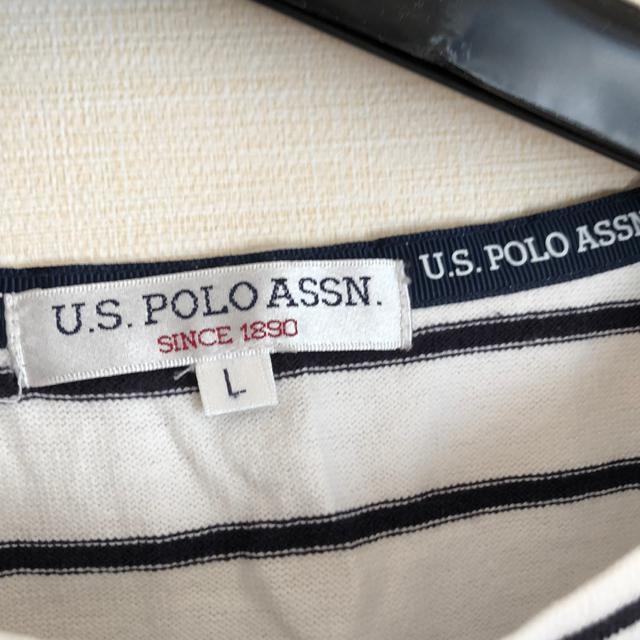 U.S. POLO ASSN.
SINCE 1890
L
U.S. POLO ASSN